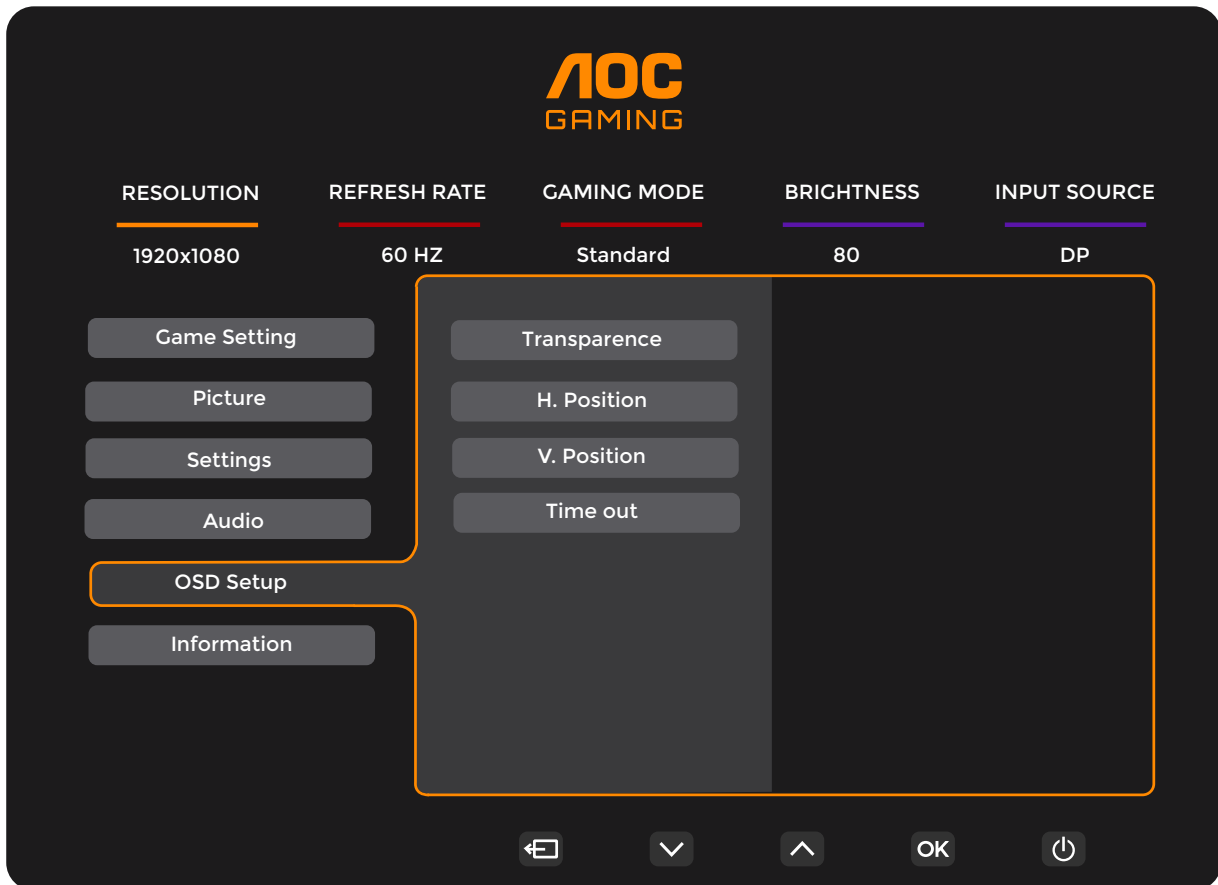 AOC
GAMING
RESOLUTION REFRESH RATE GAMING MODE BRIGHTNESS INPUT SOURCE
1920x1080 60 HZ Standard 80 DP
Game Setting
Picture
Settings
Audio
OSD Setup
Information
Transparence
H. Position
V. Position
Time out
OK